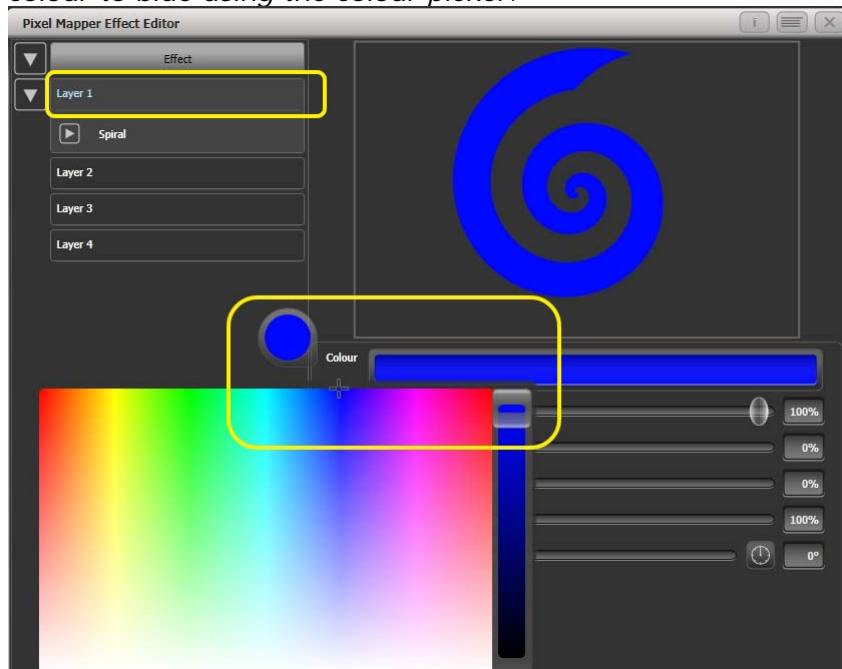 colour to blue using the colour picker.
Pixel Mapper Effect Editor
i
Effect
Layer 1
Spiral
Layer 2
Layer 3
Layer 4
Colour
100%
0%
0%
100%
0°